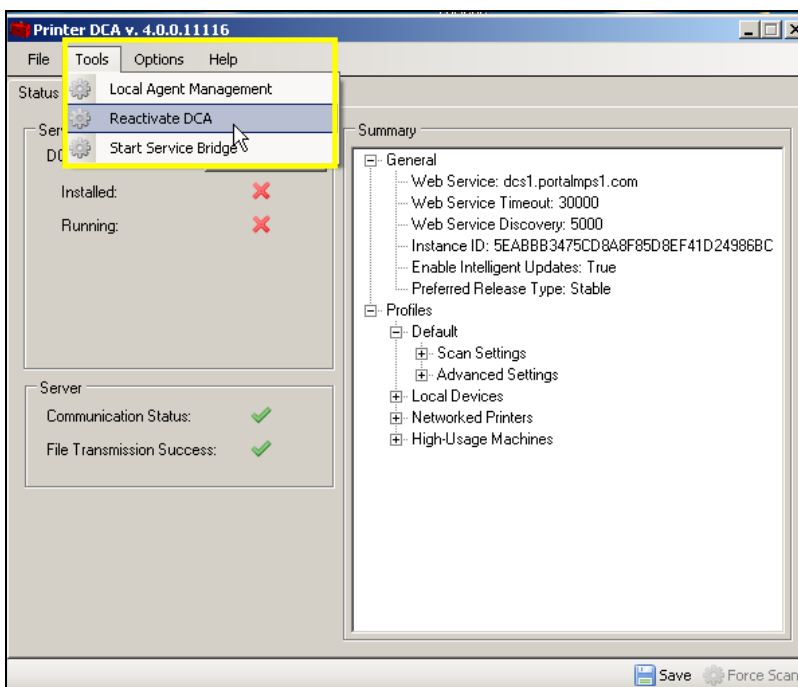 Printer DCA v. 4.0.0.11116
File Tools Options Help
Status
Local Agent Management
Reactivate DCA
Start Service Bridge
Installed:
Running:
Server
Communication Status:
File Transmission Success:
Summary
General
Web Service: dcs1.portalmps1.com
Web Service Timeout: 30000
Web Service Discovery: 5000
Instance ID: 5EABBB3475CD8A8F85D8EF41D24986BC
Enable Intelligent Updates: True
Preferred Release Type: Stable
Profiles
Default
Scan Settings
Advanced Settings
Local Devices
Networked Printers
High-Usage Machines
Save Force Scan